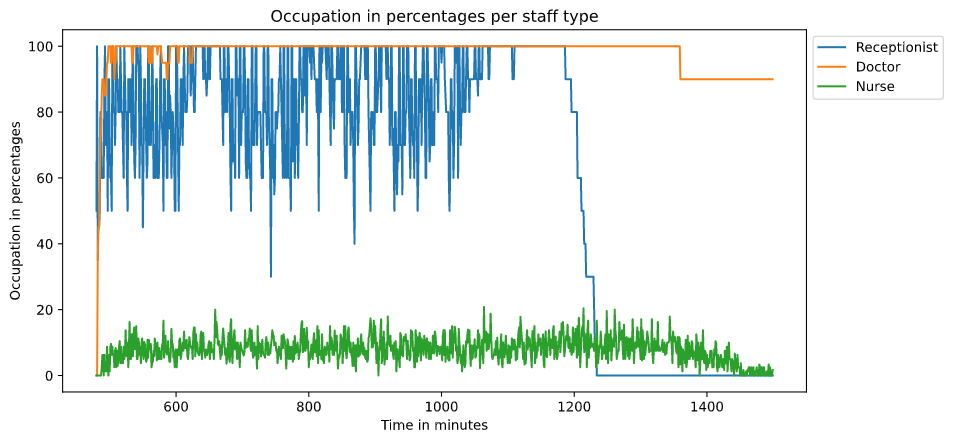 Occupation in percentages per staff type
Occupation in percentages
100
80
60
40
20
0
600
800
1000
1200
1400
Time in minutes
Receptionist
Doctor
Nurse